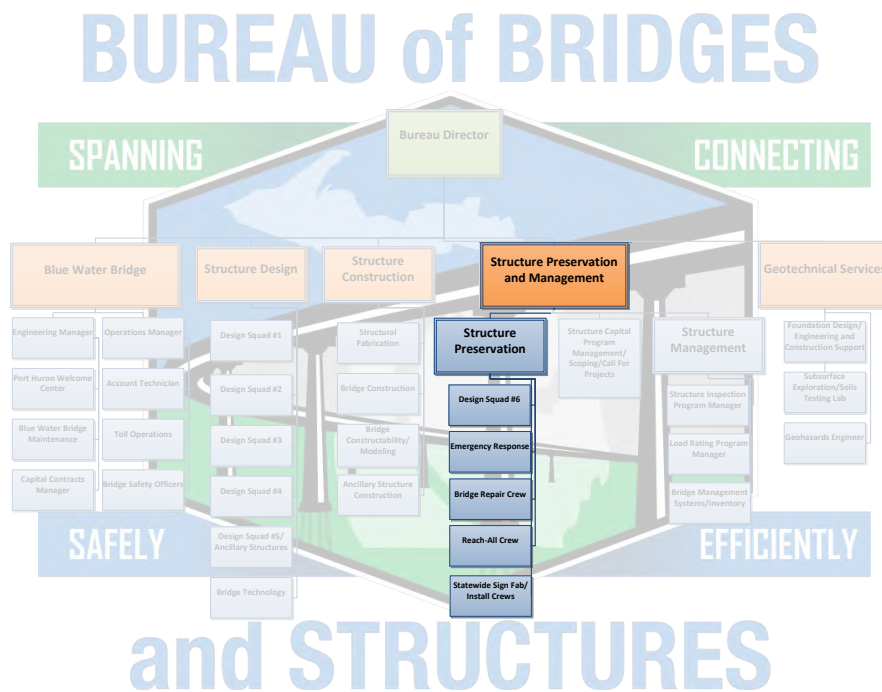 BUREAU of BRIDGES
SPANNING
CONNECTING
Bureau Director
Blue Water Bridge
Structure Design
Structure
Construction
Structure Preservation
and Management
Geotechnical Services
Engineering Manager
Operations Manager
Port Huron Welcome
Center
Account Technician
Blue Water Bridge
Maintenance
Toll Operations
Capital Contracts
Manager
Bridge Safety Officers
Design Squad #1
Design Squad #2
Design Squad #3
Design Squad #4
Design Squad #5/
Ancillary Structures
Bridge Technology
Structural
Fabrication
Bridge Construction
Bridge
Constructability/
Modeling
Ancillary Structure
Construction
Structure
Preservation
Design Squad #6
Emergency Response
Bridge Repair Crew
Reach-All Crew
Statewide Sign Fab/
Install Crews
Structure Capital
Program
Management/
Scoping/Call For
Projects
Structure
Management
Structure Inspection
Program Manager
Load Rating Program
Manager
Bridge Management
Systems/Inventory
Foundation Design/
Engineering and
Construction Support
Subsurface
Exploration/Soils
Testing Lab
Geohazards Engineer
SAFELY
EFFICIENTLY
and STRUCTURES